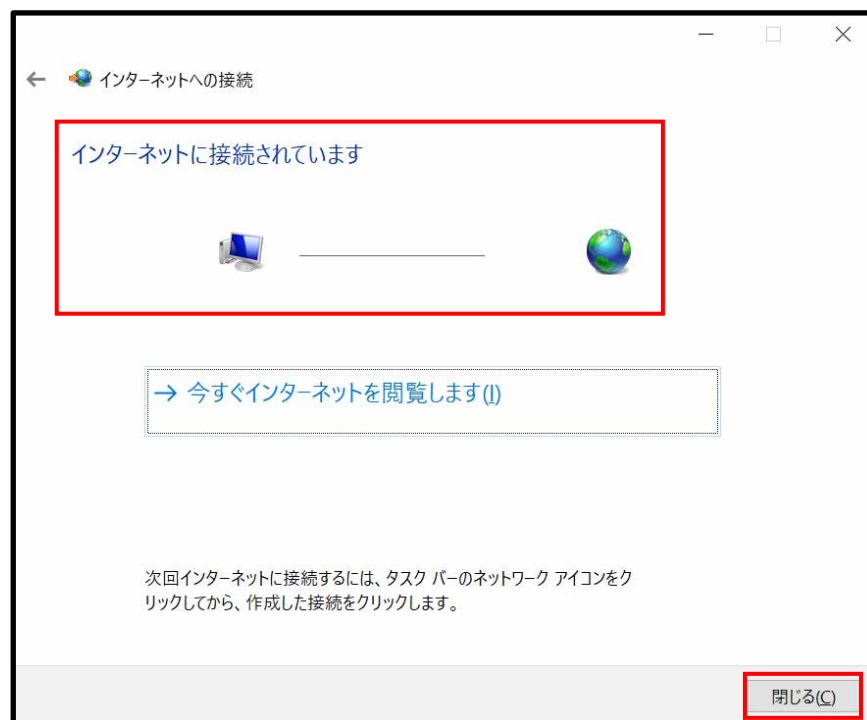 インターネットへの接続
インターネットに接続されています
→ 今すぐインターネットを閲覧します(I)
次回インターネットに接続するには、タスク バーのネットワーク アイコンをク
リックしてから、作成した接続をクリックします。
閉じる(C)